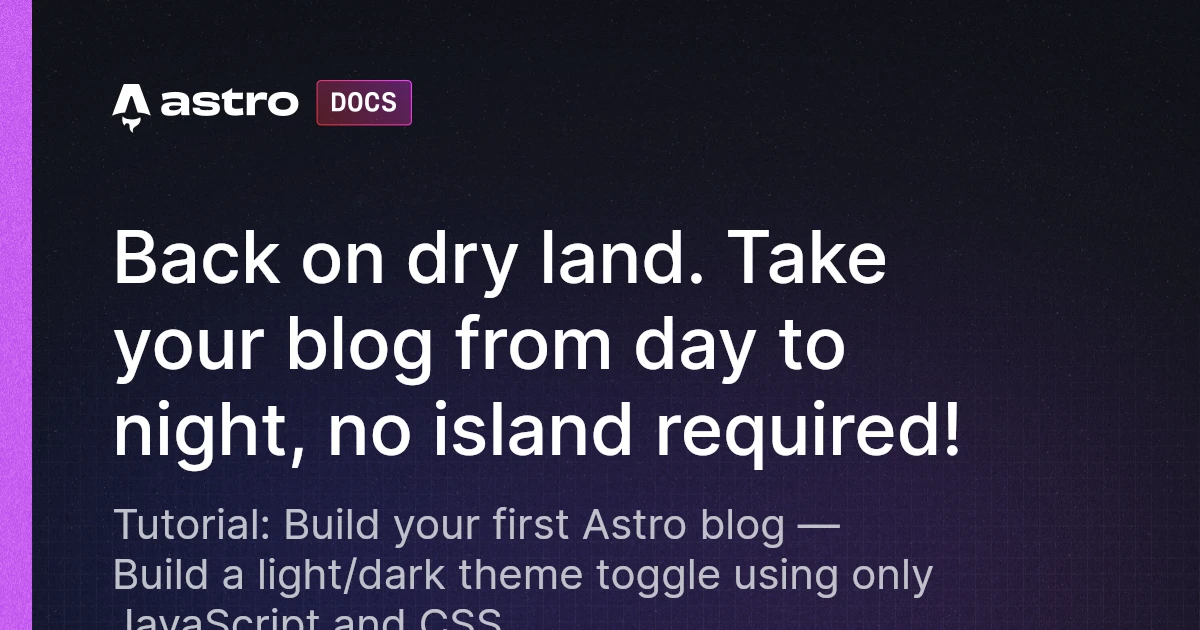 astro DOCS
Back on dry land. Take
your blog from day to
night, no island required!
Tutorial: Build your first Astro blog —
Build a light/dark theme toggle using only
JavaScript and CSS